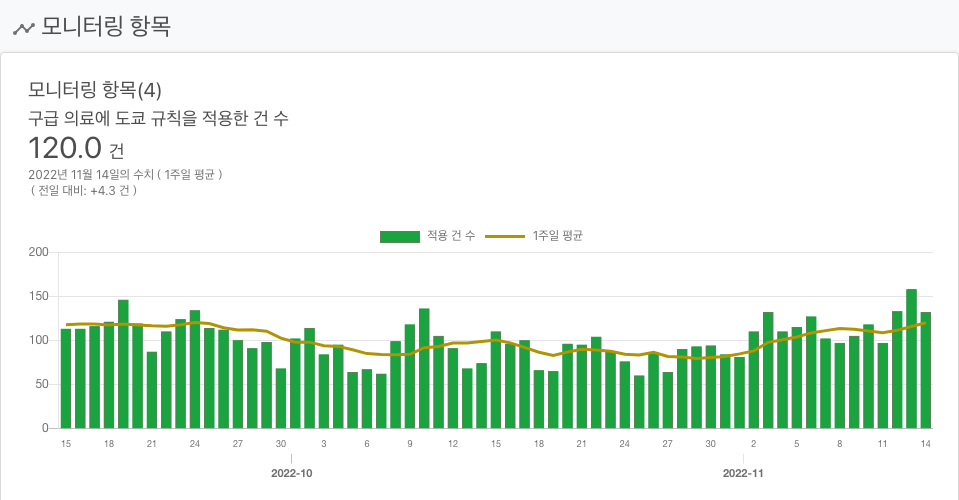 모니터링 항목
모니터링 항목(4)
구급 의료에 도쿄 규칙을 적용한 건 수
120.0 건
2022년 11월 14일의 수치 ( 1주일 평균 )
( 전일 대비: +4.3 건 )
적용 건 수 1주일 평균
200
150
100
50
0
15 18 21 24 27 30 3 6 9 12 15 18 21 24 27 30 2 5 8 11 14
2022-10 2022-11